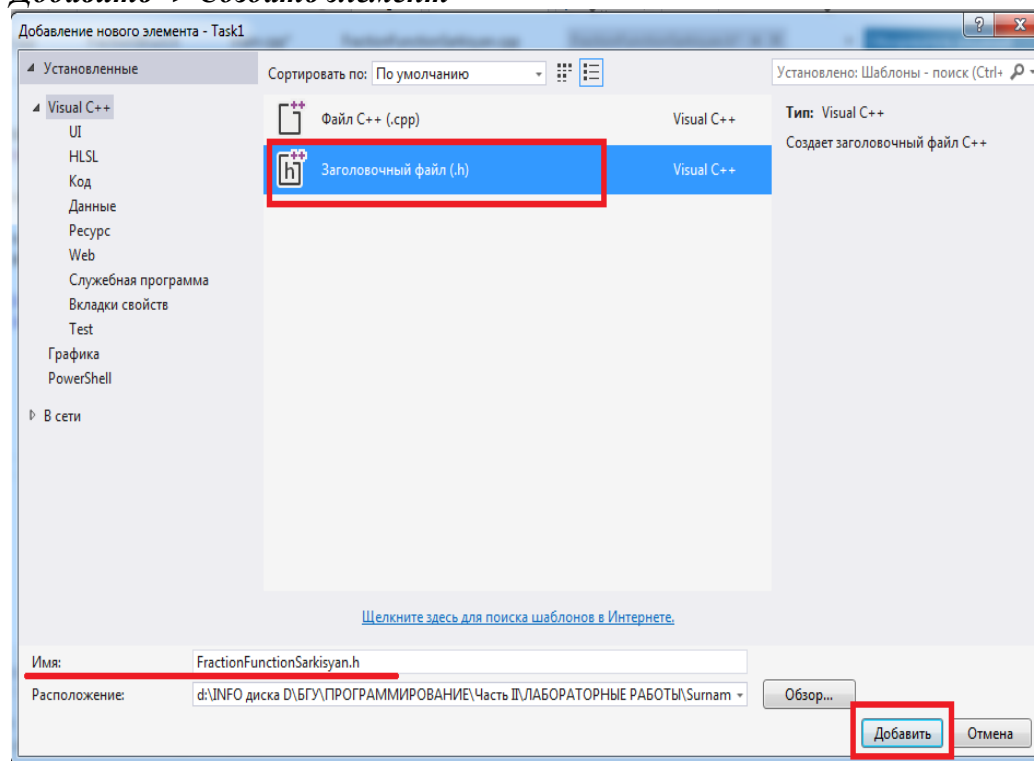 Добавить -> Создать элемент
Добавление нового элемента - Task1
Установленные
Сортировать по: По умолчанию
Установлено: Шаблоны - поиск (Ctrl+
Visual C++
UI
HLSL
Код
Данные
Ресурс
Web
Служебная программа
Вкладки свойств
Test
Графика
PowerShell
В сети
Файл C++ (.cpp) Visual C++
Заголовочный файл (.h) Visual C++
Тип: Visual C++
Создает заголовочный файл C++
Щелкните здесь для поиска шаблонов в Интернете.
Имя: FractionFunctionSarkisyan.h
Расположение: d:\INFO диска D\БГУ\ПРОГРАММИРОВАНИЕ\Часть II\ЛАБОРАТОРНЫЕ РАБОТЫ\Surnam
Обзор...
Добавить Отмена